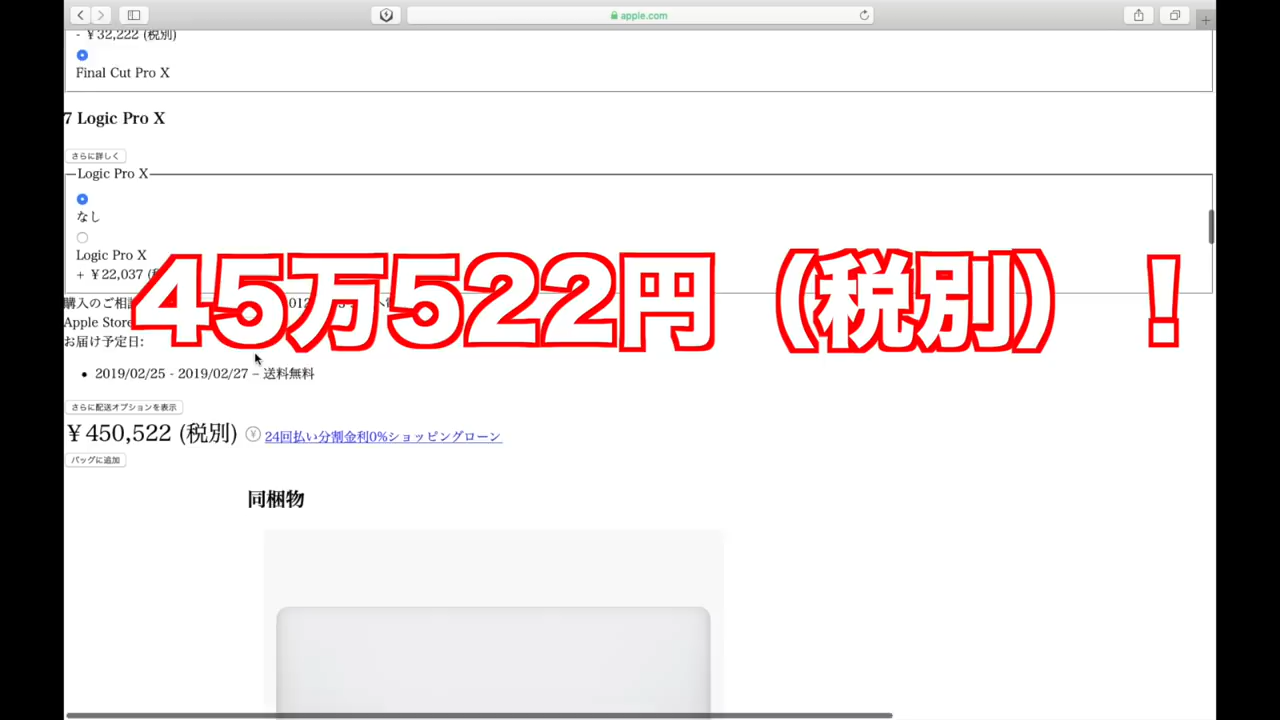 apple.com
- ￥32,222 (税別)
Final Cut Pro X
7 Logic Pro X
さらに詳しく
Logic Pro X
なし
Logic Pro X
+ ￥22,037 (
45万522円（税別）！
購入のご相
Apple Store
お届け予定日:
2019/02/25 - 2019/02/27 – 送料無料
さらに配送オプションを表示
￥450,522 (税別) 24回払い分割金利0%ショッピングローン
バッグに追加
同梱物